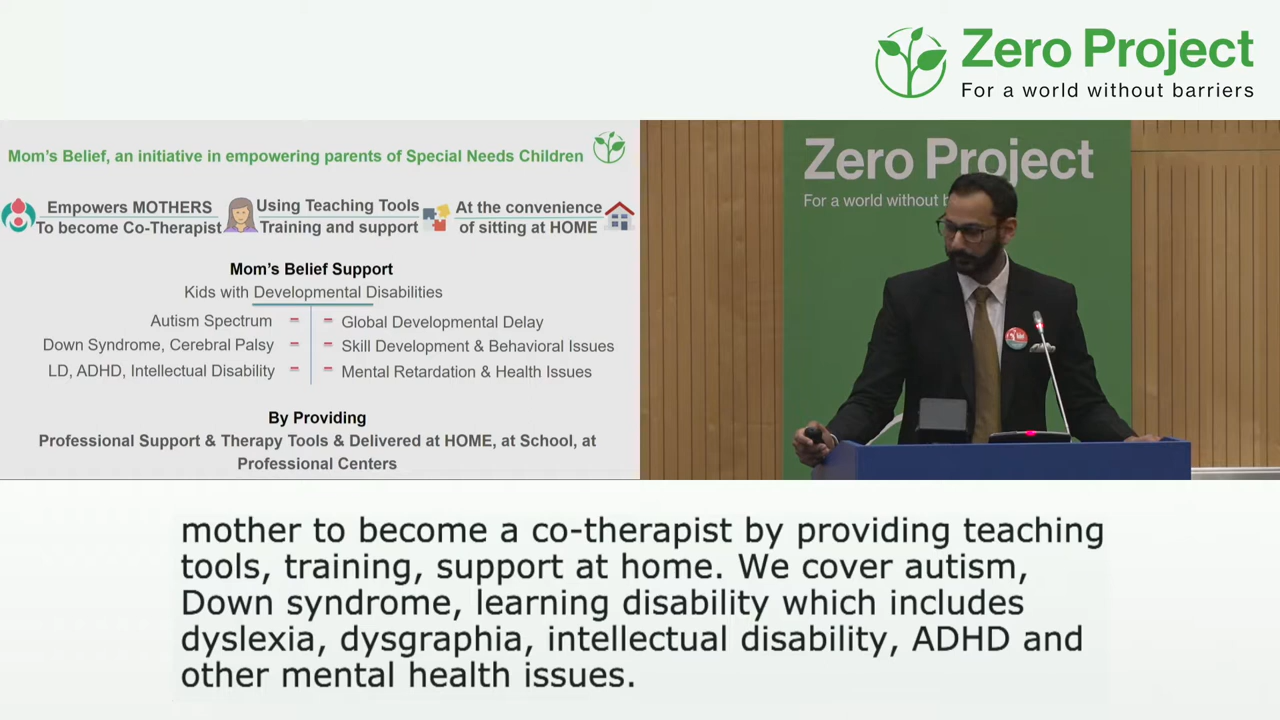 Zero Project
For a world without barriers
Mom's Belief, an initiative in empowering parents of Special Needs Children
Empowers MOTHERS
To become Co-Therapist
Using Teaching Tools
Training and support
At the convenience
of sitting at HOME
Mom's Belief Support
Kids with Developmental Disabilities
Autism Spectrum
Global Developmental Delay
Down Syndrome, Cerebral Palsy
Skill Development & Behavioral Issues
LD, ADHD, Intellectual Disability
Mental Retardation & Health Issues
By Providing
Professional Support & Therapy Tools & Delivered at HOME, at School, at
Professional Centers
Zero Project
For a world without b
mother to become a co-therapist by providing teaching
tools, training, support at home. We cover autism,
Down syndrome, learning disability which includes
dyslexia, dysgraphia, intellectual disability, ADHD and
other mental health issues.